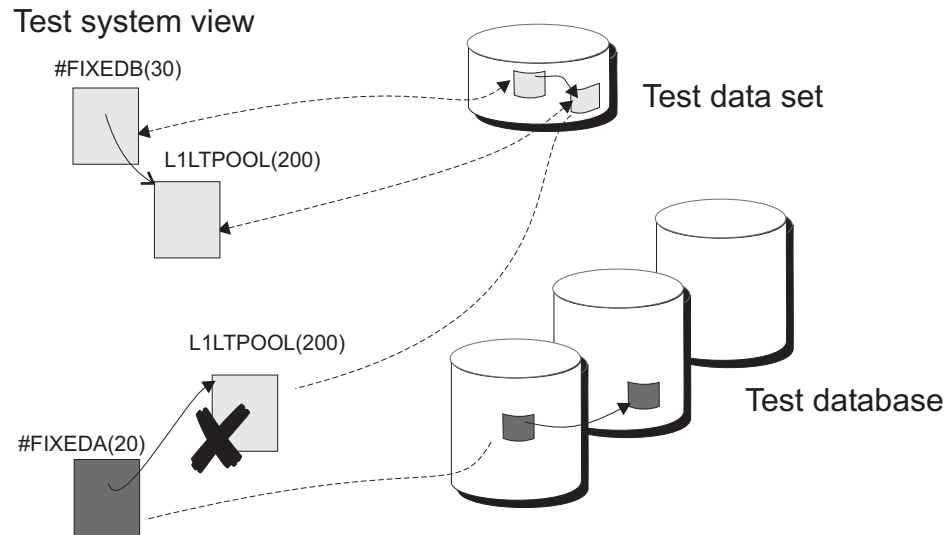 Test system view
#FIXEDB(30)
L1LTPOOL(200)
Test data set
L1LTPOOL(200)
#FIXEDA(20)
Test database